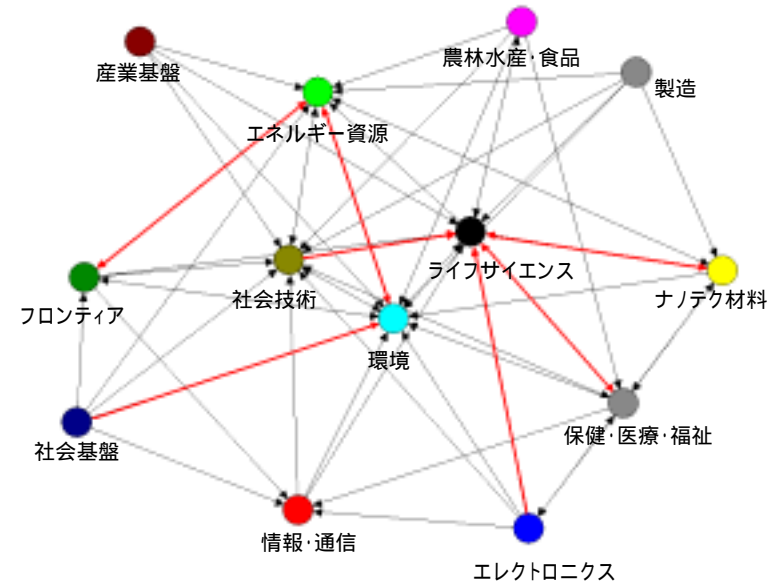 農林水産･食品
産業基盤
製造
エネルギー資源
ライフサイエンス
社会技術
ナノテク材料
フロンティア
環境
保健･医療･福祉
社会基盤
情報･通信
エレクトロニクス